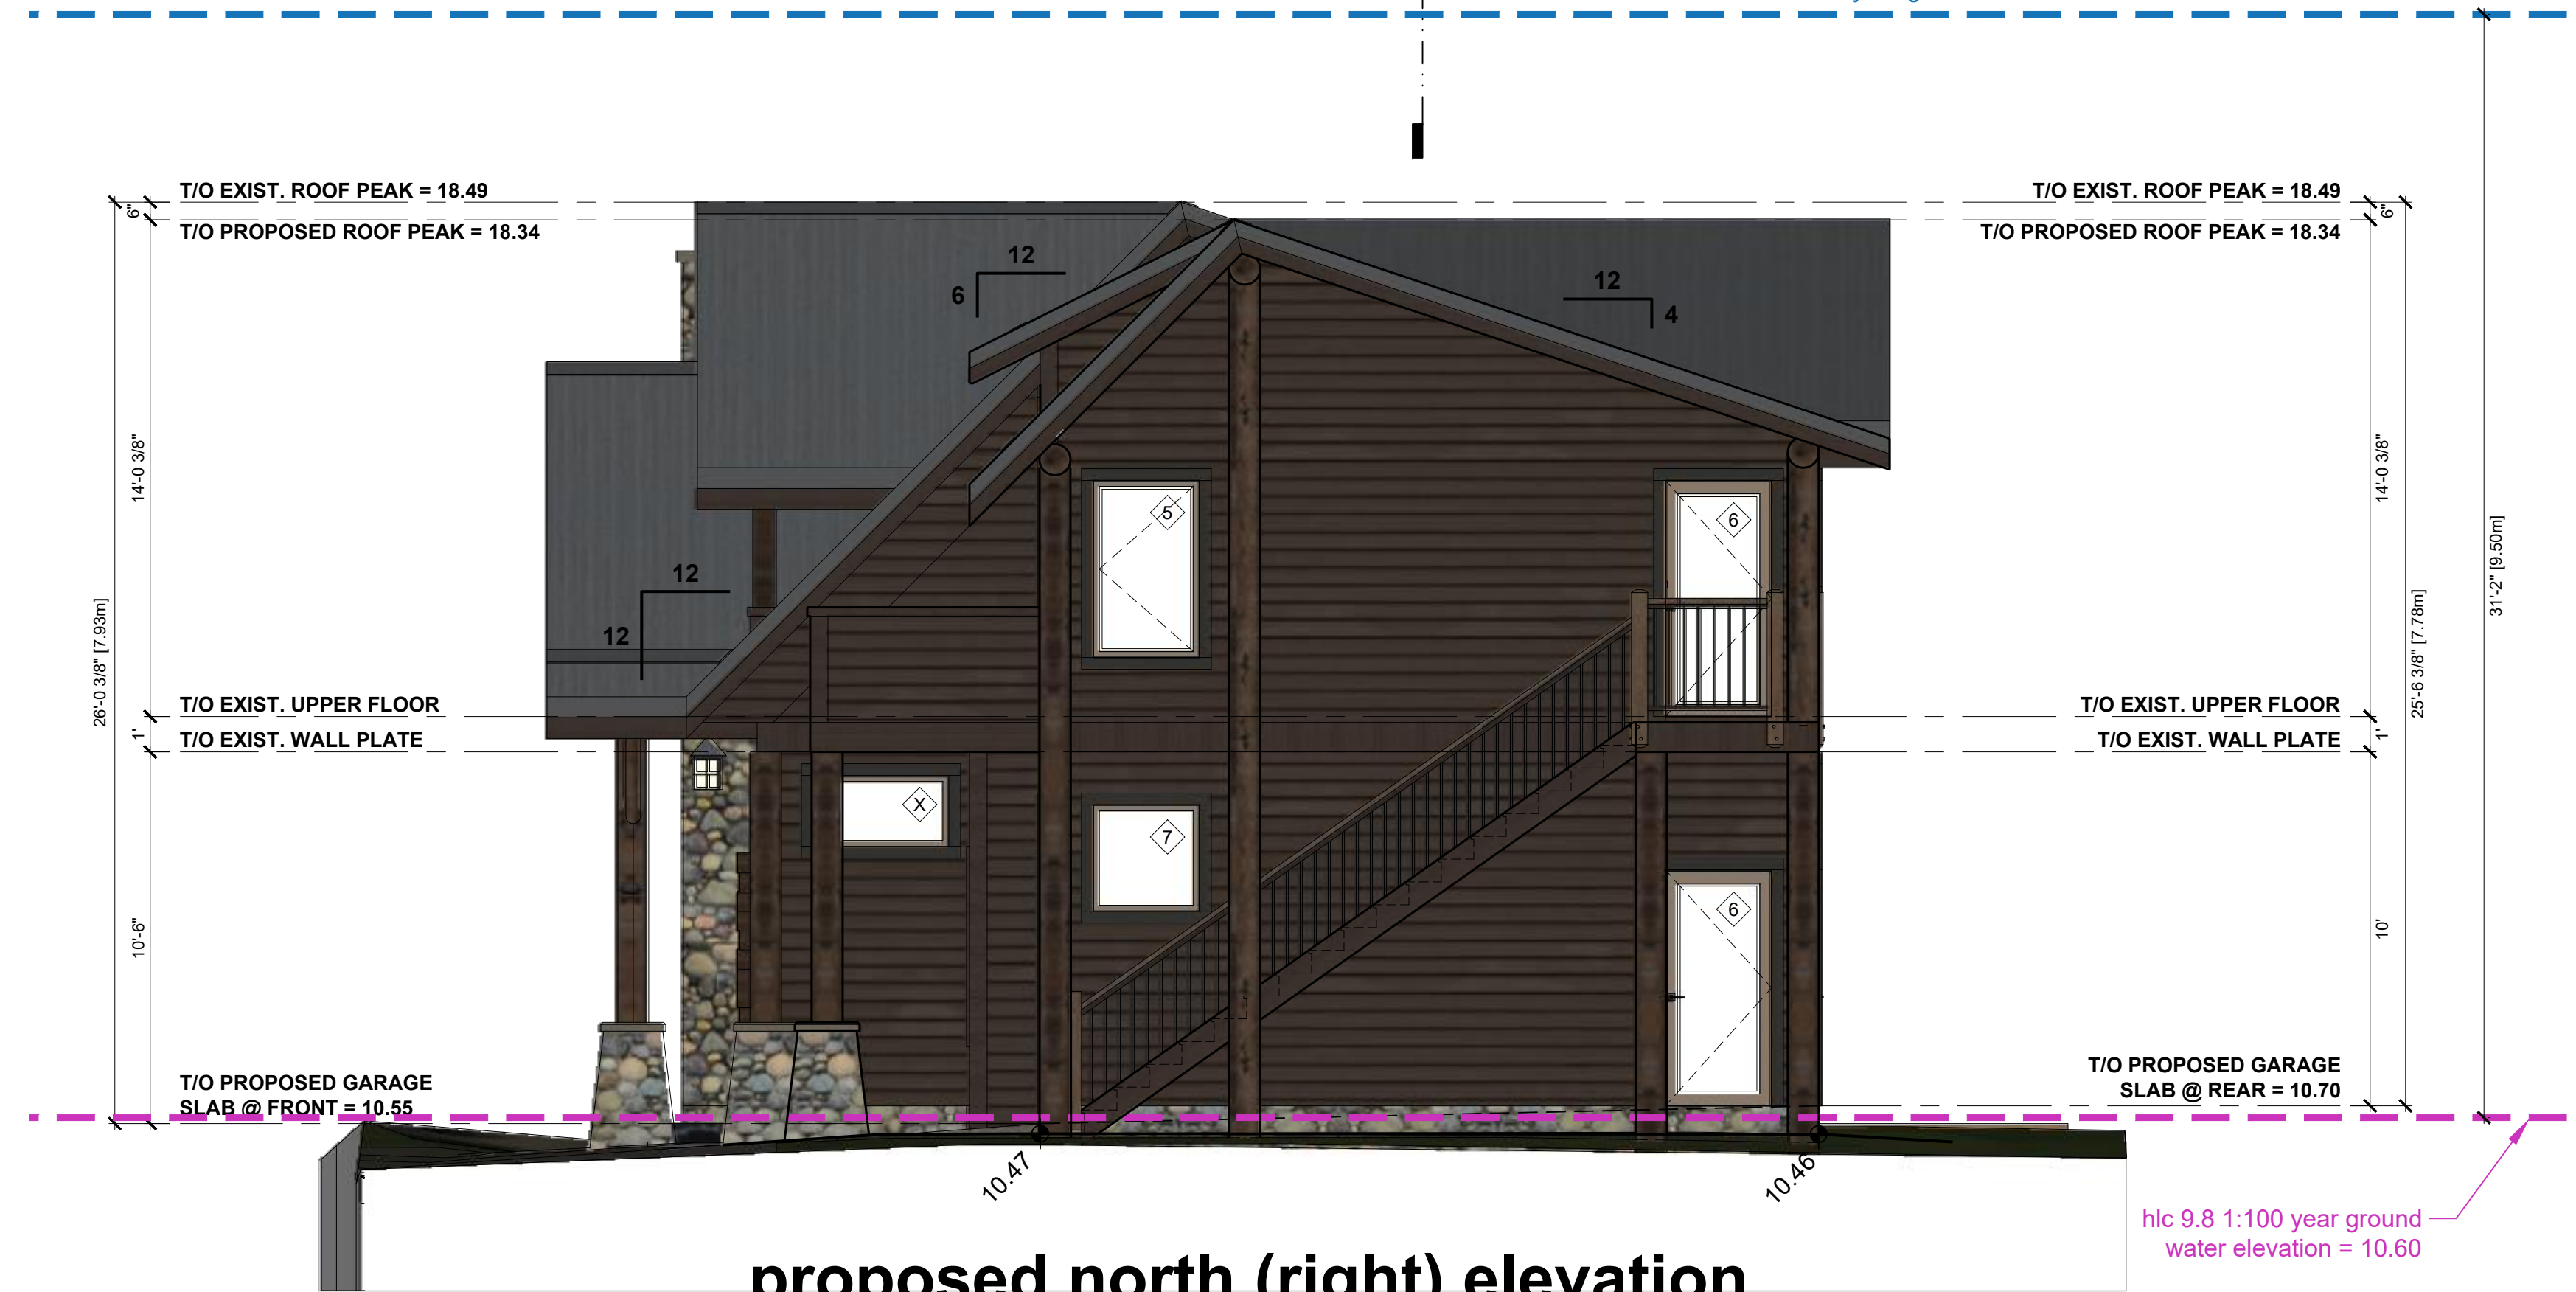 T/O EXIST. ROOF PEAK = 18.49
T/O EXIST. ROOF PEAK = 18.49
6"
6"
T/O PROPOSED ROOF PEAK = 18.34
T/O PROPOSED ROOF PEAK = 18.34
12
6
12
4
14'-0 3/8"
14'-0 3/8"
5
6
31'-2" [9.50m]
12
12
26'-0 3/8" [7.93m]
25'-6 3/8" [7.78m]
T/O EXIST. UPPER FLOOR
T/O EXIST. UPPER FLOOR
1'
1'
T/O EXIST. WALL PLATE
T/O EXIST. WALL PLATE
X
7
6
10'-6"
10'
T/O PROPOSED GARAGE
SLAB @ FRONT = 10.55
T/O PROPOSED GARAGE
SLAB @ REAR = 10.70
10.47
10.46
hlc 9.8 1:100 year ground
water elevation = 10.60
proposed north (right) elevation